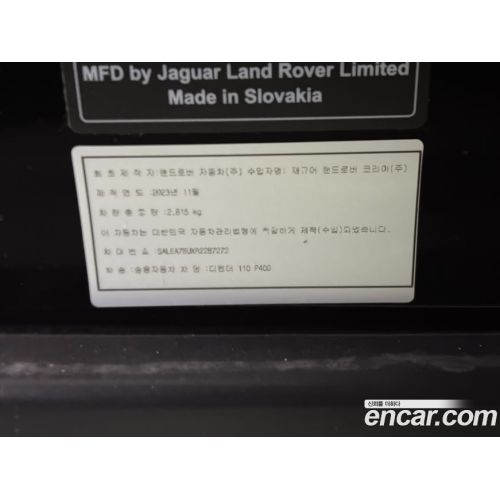 MFD by Jaguar Land Rover Limited
Made in Slovakia
최초 제작 자:랜드로버 자동차(주) 수입자명: 재규어 랜드로버 코리아(주)
제작 연도 :2023년 11월
차량 총 중량 :2,815 kg
이 자동차는 대한민국 자동차관리법령에 적합하게 제작(수입)되었습니다.
차 대 번 호 :
차 종 :승용자동차 차 명 :디펜더 110 P400
신뢰를 더하다
encar.com